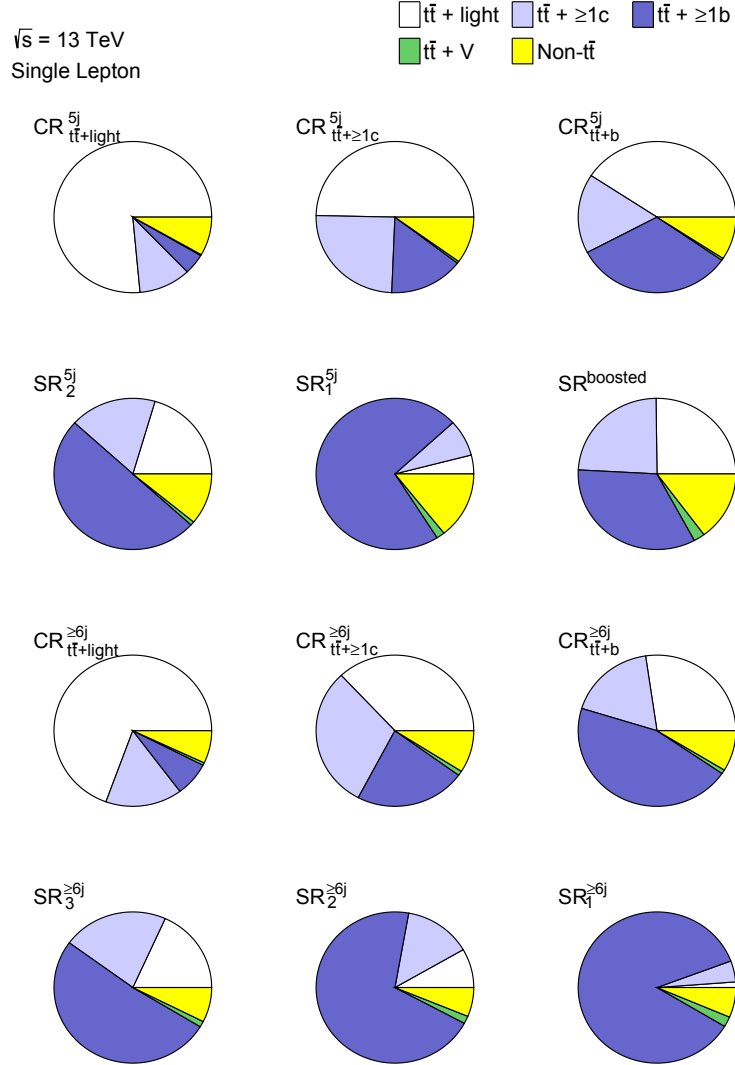 √s = 13 TeV
Single Lepton
tt̄ + light tt̄ + ≥1c tt̄ + ≥1b
tt̄ + V Non-tt̄
CR^5j_tt̄+light CR^5j_tt̄+≥1c CR^5j_tt̄+b
SR^5j_2 SR^5j_1 SR^boosted
CR^≥6j_tt̄+light CR^≥6j_tt̄+≥1c CR^≥6j_tt̄+b
SR^≥6j_3 SR^≥6j_2 SR^≥6j_1